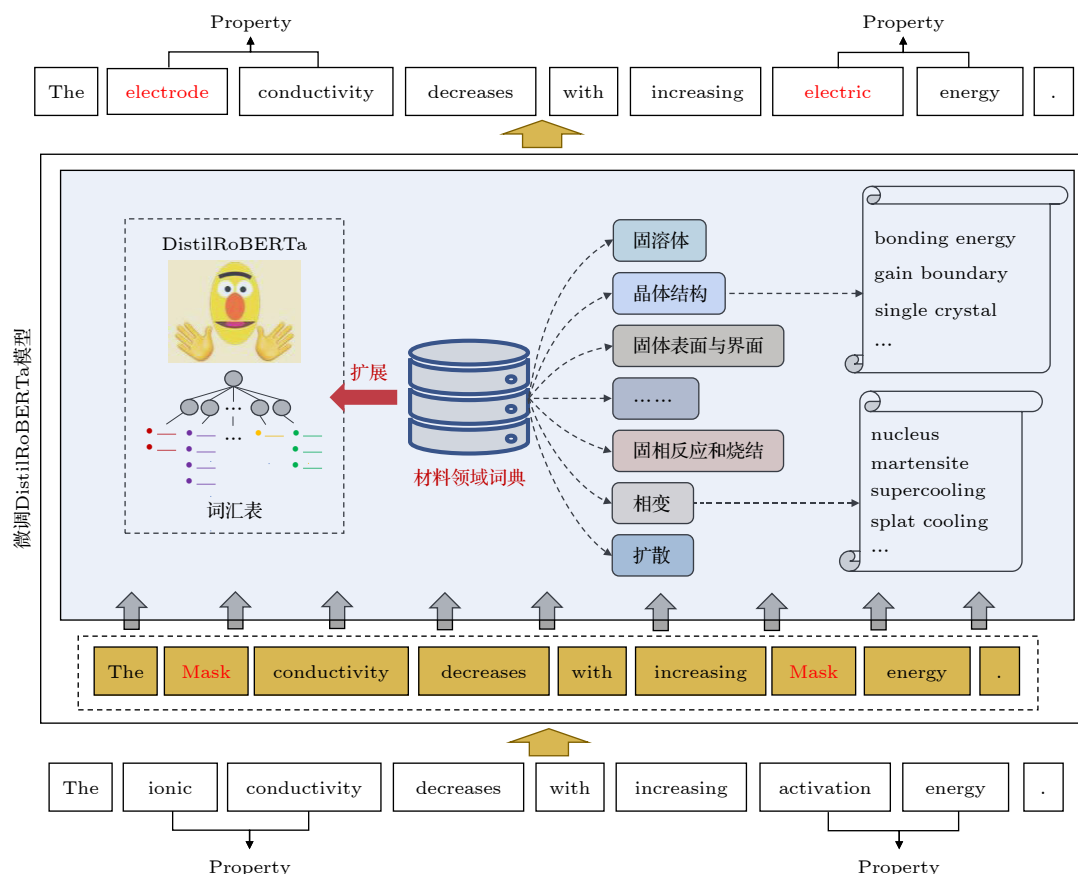 Property Property
The electrode conductivity decreases with increasing electric energy .
微调DistilRoBERTa模型
DistilRoBERTa
词汇表
扩展
材料领域词典
固溶体
晶体结构
固体表面与界面
……
固相反应和烧结
相变
扩散
bonding energy
gain boundary
single crystal
...
nucleus
martensite
supercooling
splat cooling
...
The Mask conductivity decreases with increasing Mask energy .
The ionic conductivity decreases with increasing activation energy .
Property Property